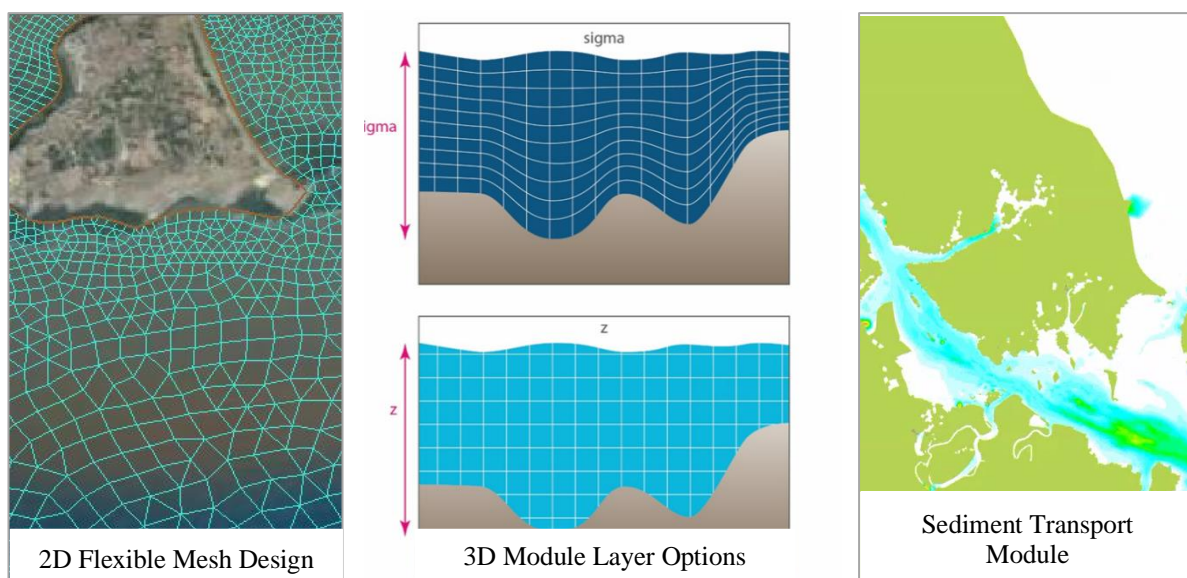 sigma
igma
z
z
2D Flexible Mesh Design
3D Module Layer Options
Sediment Transport
Module